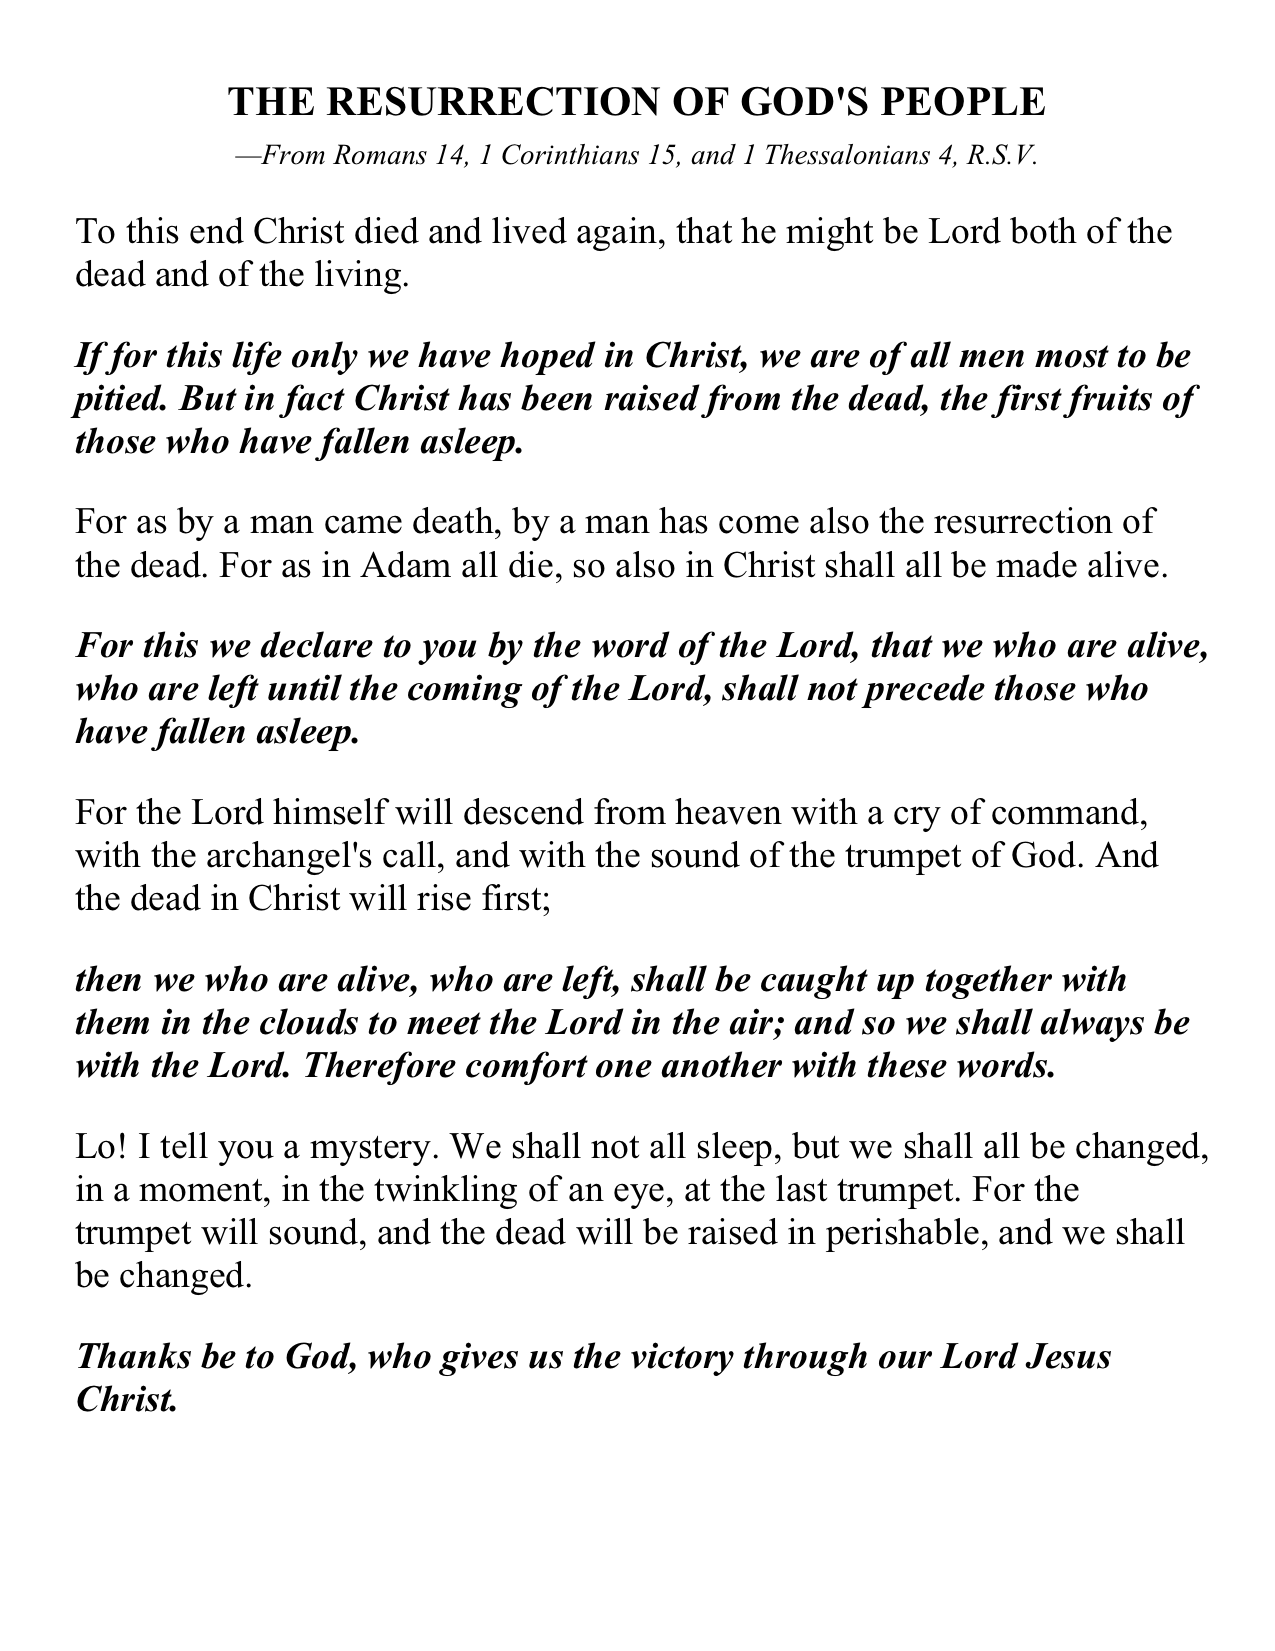 THE RESURRECTION OF GOD'S PEOPLE
—From Romans 14, 1 Corinthians 15, and 1 Thessalonians 4, R.S.V.
To this end Christ died and lived again, that he might be Lord both of the
dead and of the living.
If for this life only we have hoped in Christ, we are of all men most to be
pitied. But in fact Christ has been raised from the dead, the first fruits of
those who have fallen asleep.
For as by a man came death, by a man has come also the resurrection of
the dead. For as in Adam all die, so also in Christ shall all be made alive.
For this we declare to you by the word of the Lord, that we who are alive,
who are left until the coming of the Lord, shall not precede those who
have fallen asleep.
For the Lord himself will descend from heaven with a cry of command,
with the archangel's call, and with the sound of the trumpet of God. And
the dead in Christ will rise first;
then we who are alive, who are left, shall be caught up together with
them in the clouds to meet the Lord in the air; and so we shall always be
with the Lord. Therefore comfort one another with these words.
Lo! I tell you a mystery. We shall not all sleep, but we shall all be changed,
in a moment, in the twinkling of an eye, at the last trumpet. For the
trumpet will sound, and the dead will be raised in perishable, and we shall
be changed.
Thanks be to God, who gives us the victory through our Lord Jesus
Christ.